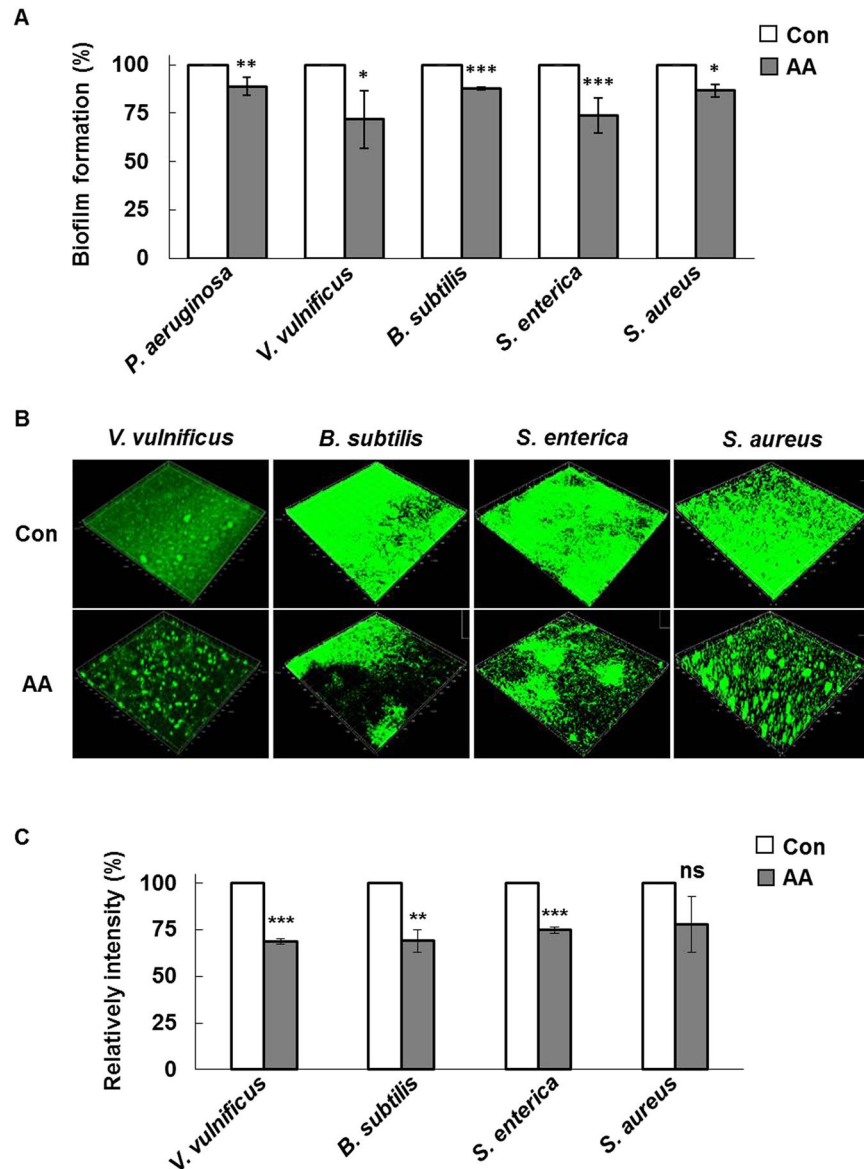 A
Biofilm formation (%)
100
75
50
25
0
**
*
***
***
*
Con
AA
P. aeruginosa
V. vulnificus
B. subtilis
S. enterica
S. aureus
B
V. vulnificus
B. subtilis
S. enterica
S. aureus
Con
AA
C
Relatively intensity (%)
100
75
50
25
0
***
**
***
ns
Con
AA
V. vulnificus
B. subtilis
S. enterica
S. aureus